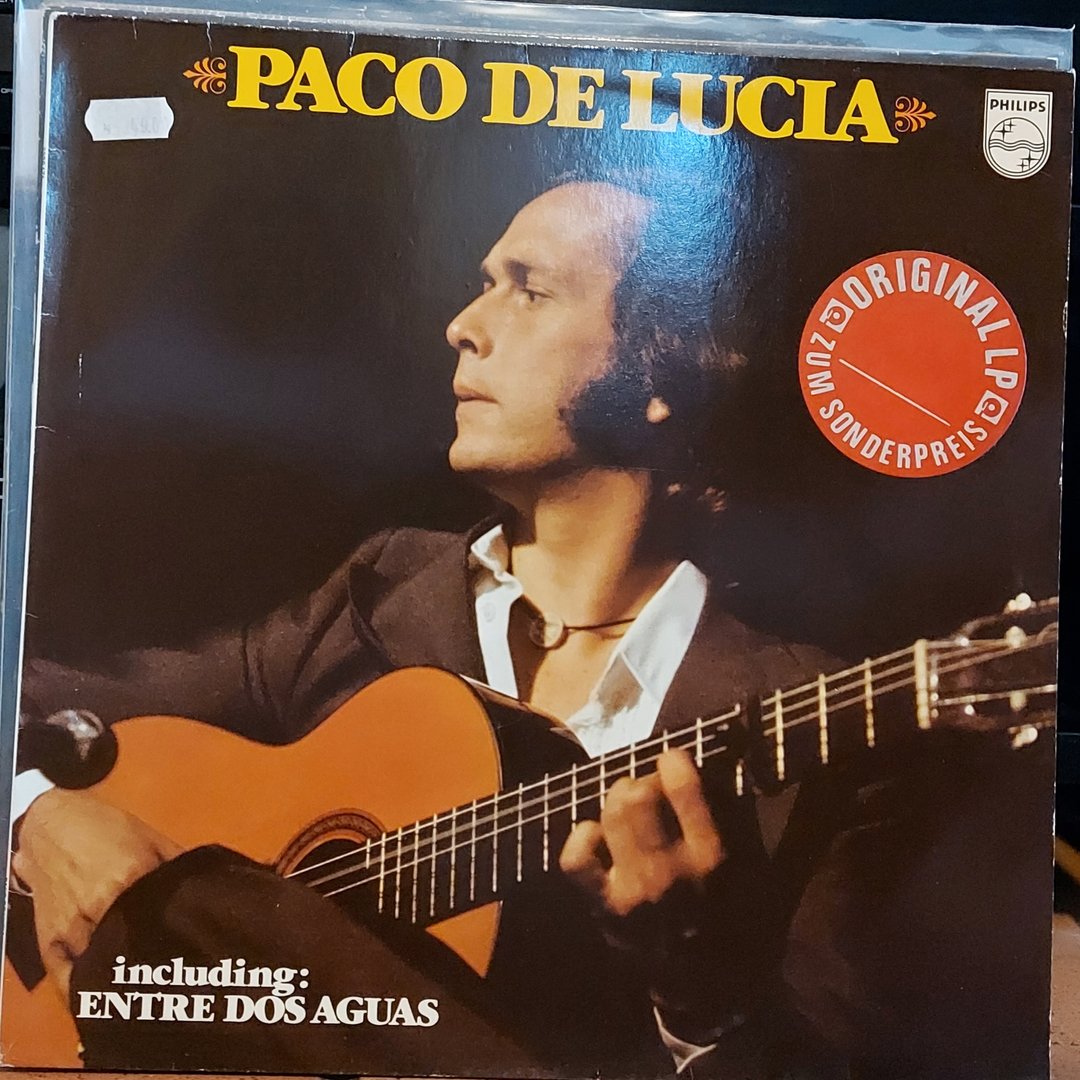 PACO DE LUCIA
PHILIPS
ORIGINAL LP
ZUM SONDERPREIS
including:
ENTRE DOS AGUAS